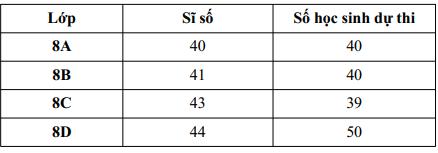 Lớp Sĩ số Số học sinh dự thi
8A 40 40
8B 41 40
8C 43 39
8D 44 50